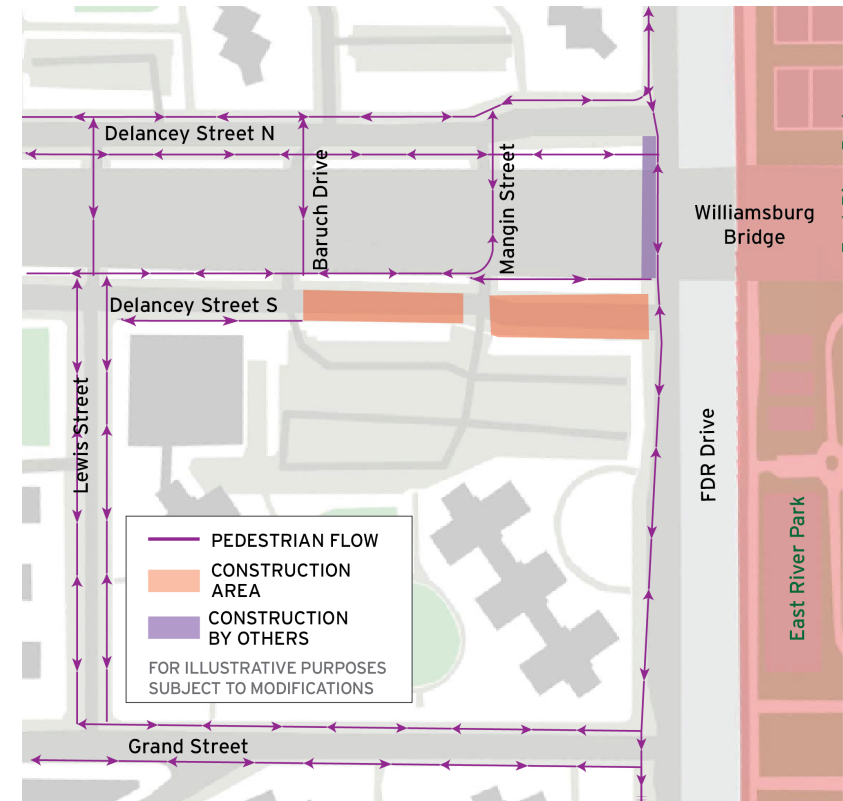 Delancey Street N
Baruch Drive
Mangin Street
Williamsburg
Bridge
Delancey Street S
Lewis Street
FDR Drive
East River Park
PEDESTRIAN FLOW
CONSTRUCTION
AREA
CONSTRUCTION
BY OTHERS
FOR ILLUSTRATIVE PURPOSES
SUBJECT TO MODIFICATIONS
Grand Street